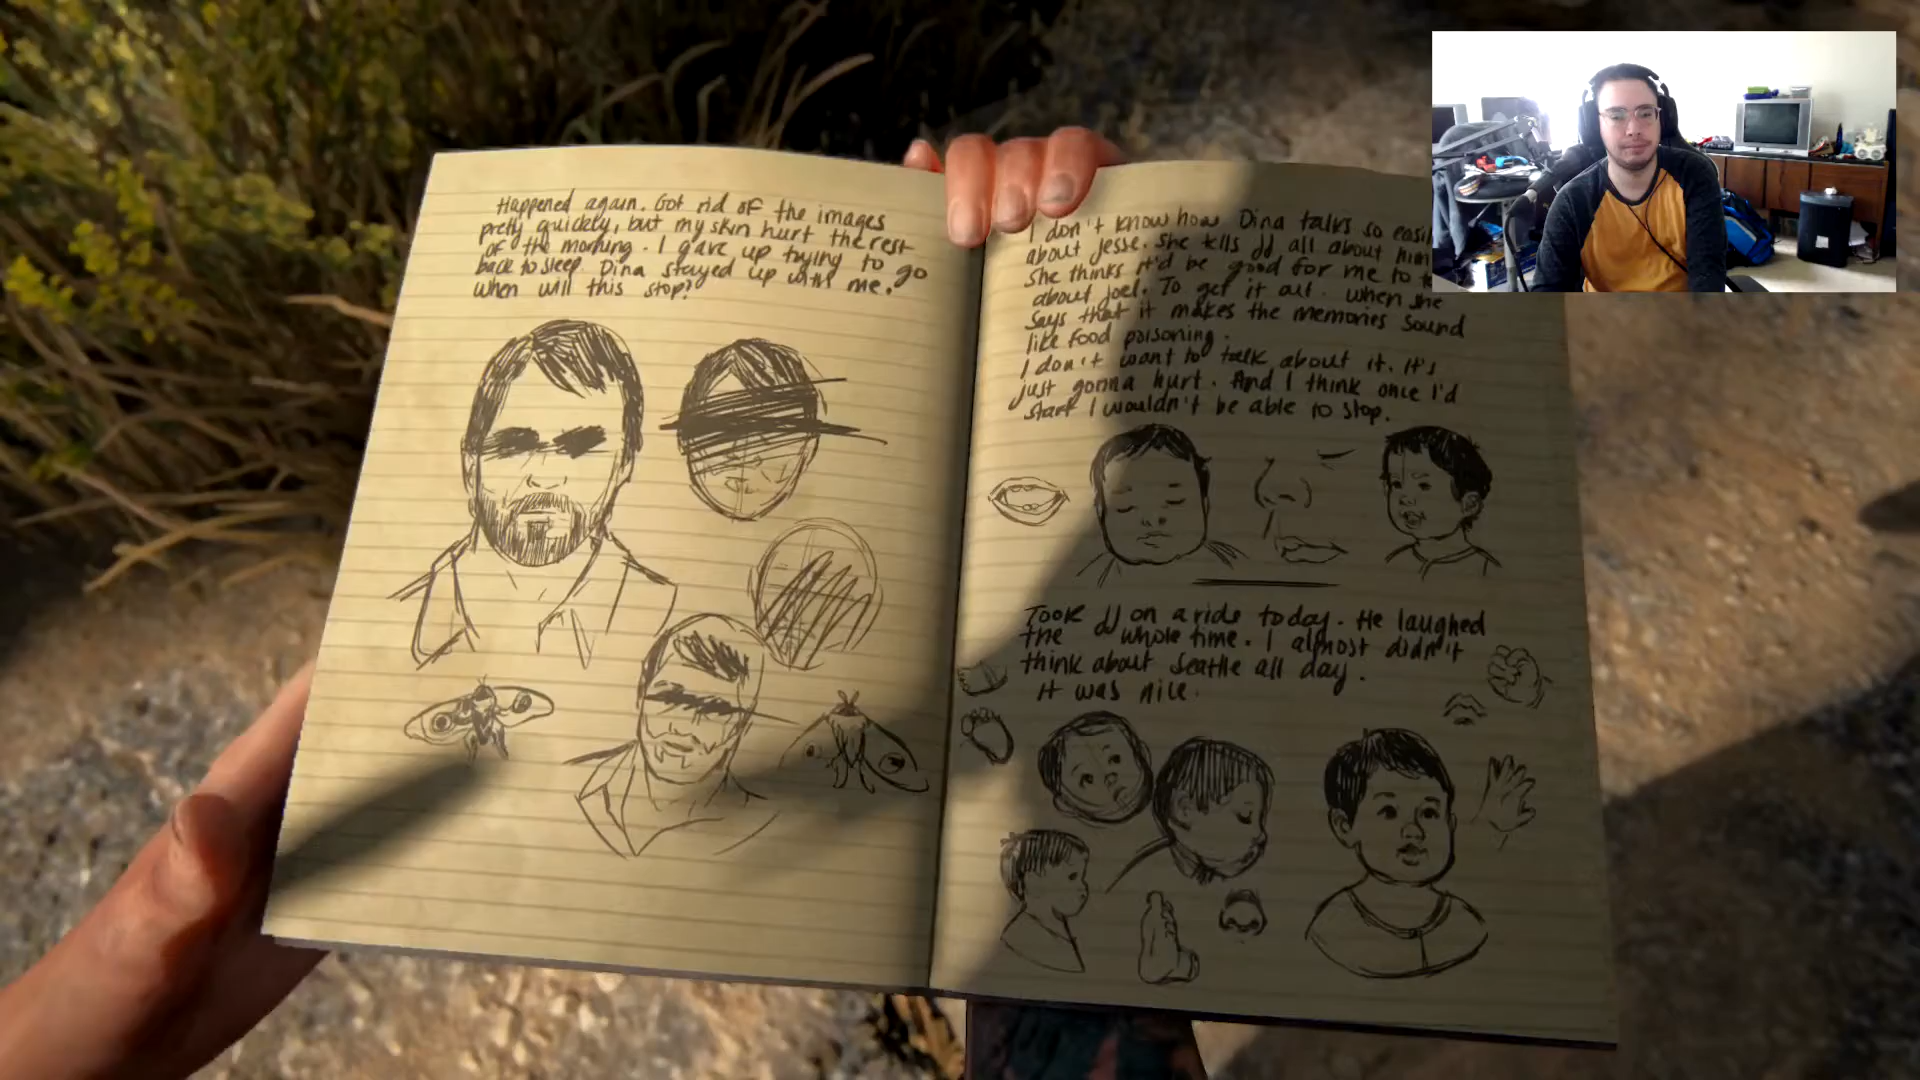 Happened again. Got rid of the images
pretty quickly, but my skin hurt the rest
of the morning. I gave up trying to go
back to sleep. Dina stayed up with me.
When will this stop?
I don't know how Dina talks so
about Jesse. She tells JJ all about him
She thinks it'd be good for me to
about Joel. To get it out. When she
says that it makes the memories sound
like food poisoning.
I don't want to talk about it. It's
just gonna hurt. And I think once I'd
start I wouldn't be able to stop.
Took JJ on a ride today. He laughed
the whole time. I almost didn't
think about Seattle all day.
It was nice.